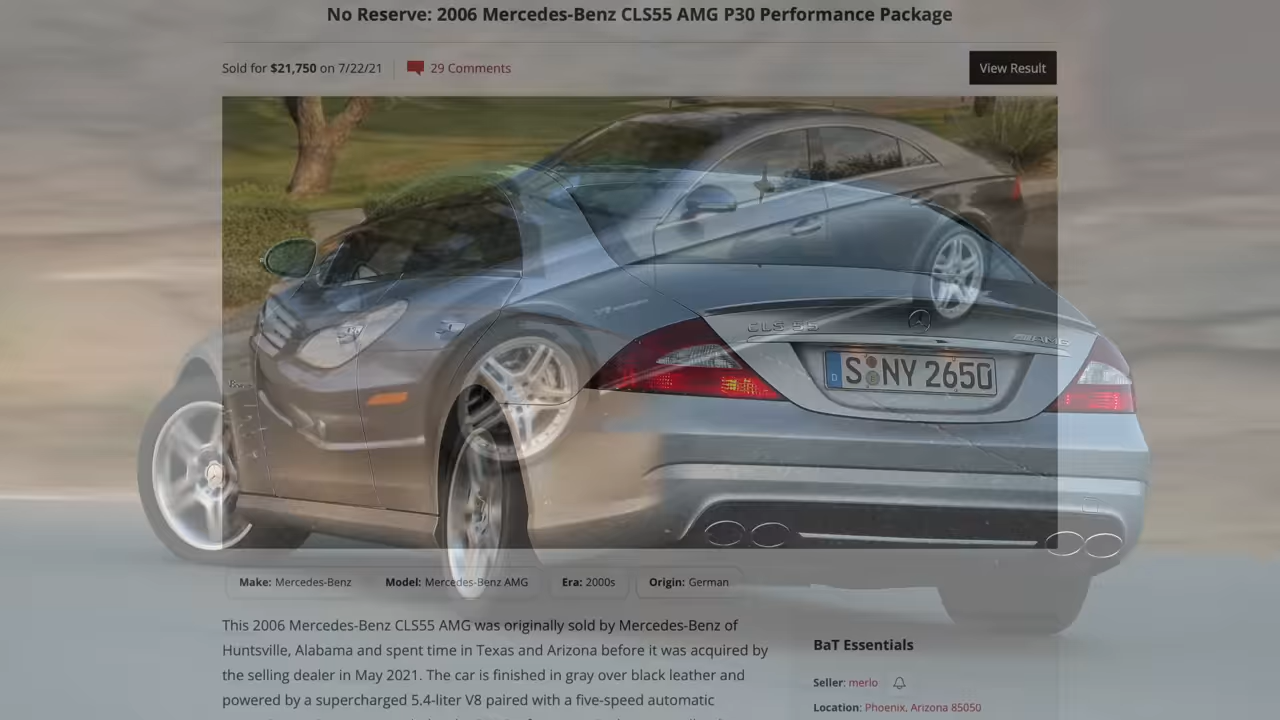 No Reserve: 2006 Mercedes-Benz CLS55 AMG P30 Performance Package
Sold for $21,750 on 7/22/21
29 Comments
View Result
CLS 55
AMG
D
S NY 2650
Make: Mercedes-Benz
Model: Mercedes-Benz AMG
Era: 2000s
Origin: German
This 2006 Mercedes-Benz CLS55 AMG was originally sold by Mercedes-Benz of
Huntsville, Alabama and spent time in Texas and Arizona before it was acquired by
the selling dealer in May 2021. The car is finished in gray over black leather and
powered by a supercharged 5.4-liter V8 paired with a five-speed automatic
BaT Essentials
Seller: merlo
Location: Phoenix, Arizona 85050